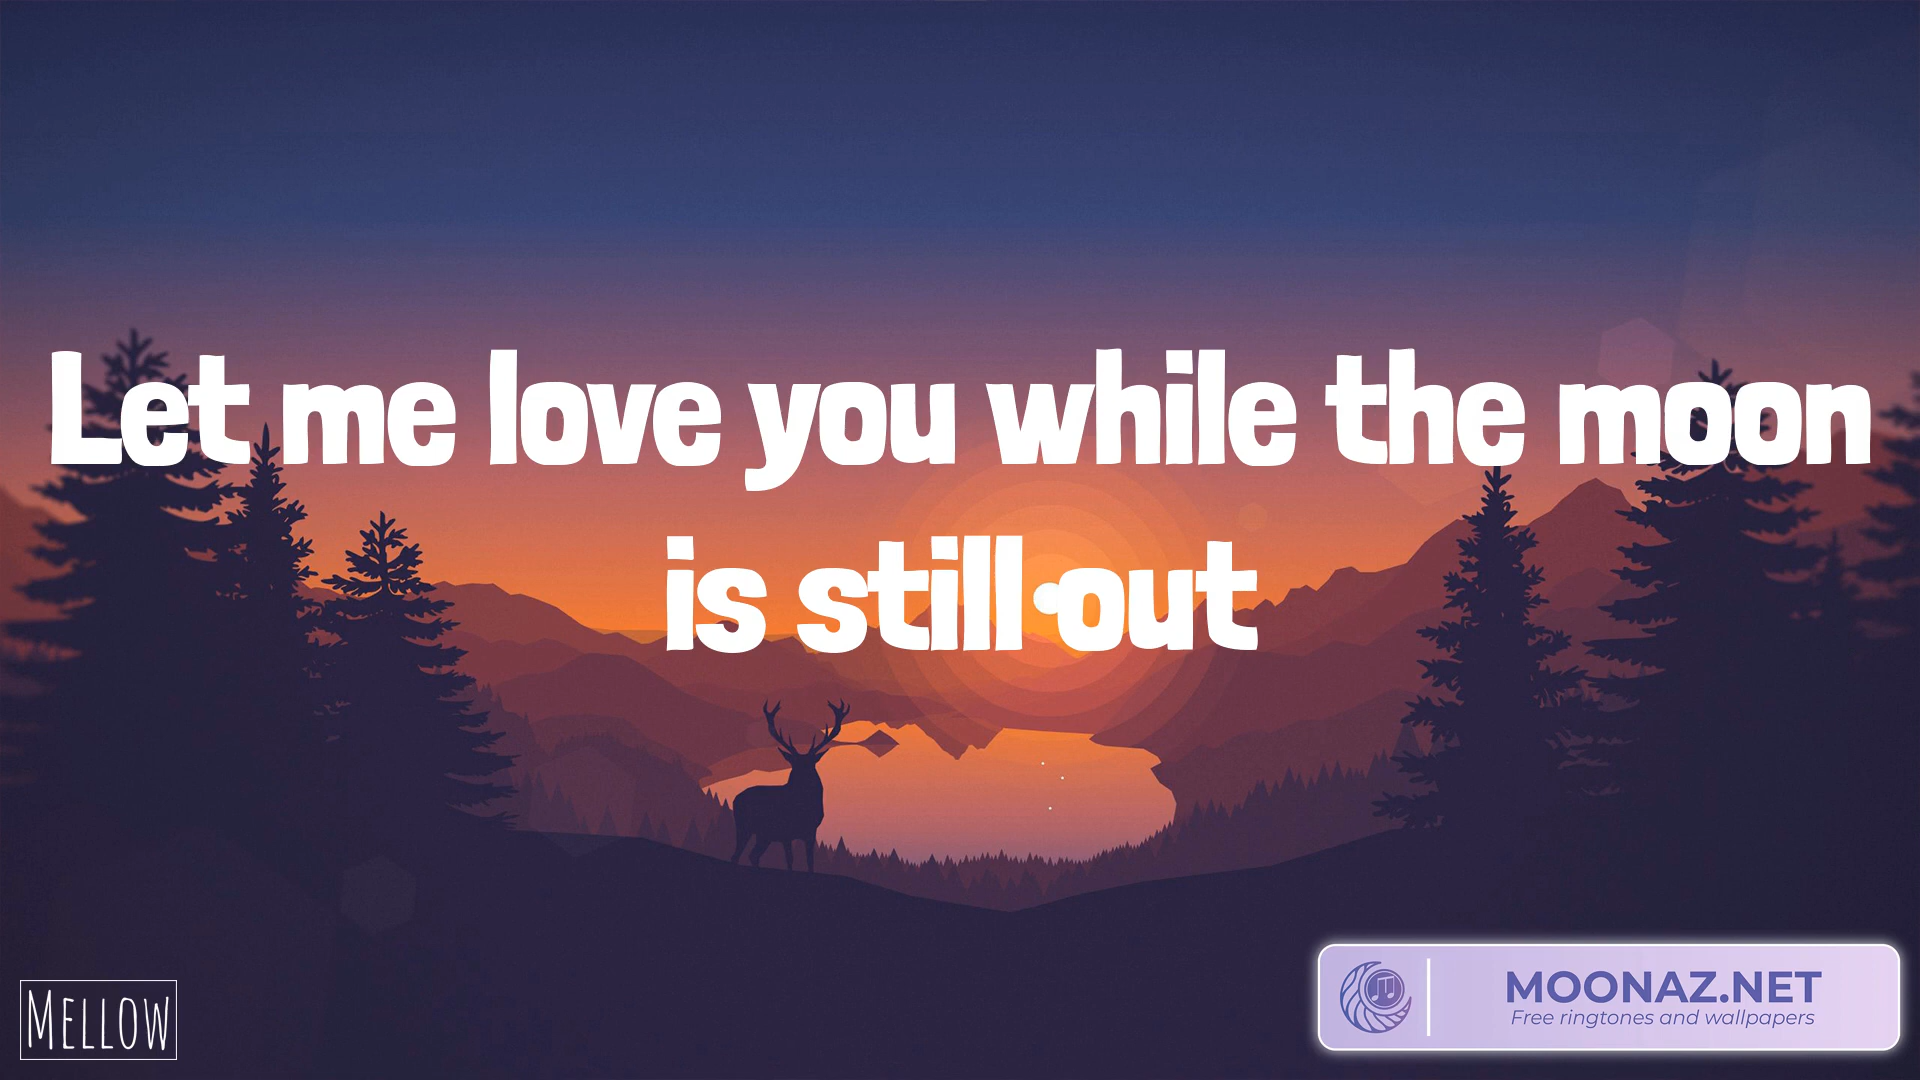 Let me love you while the moon
is still out
MELLOW
MOONAZ.NET
Free ringtones and wallpapers